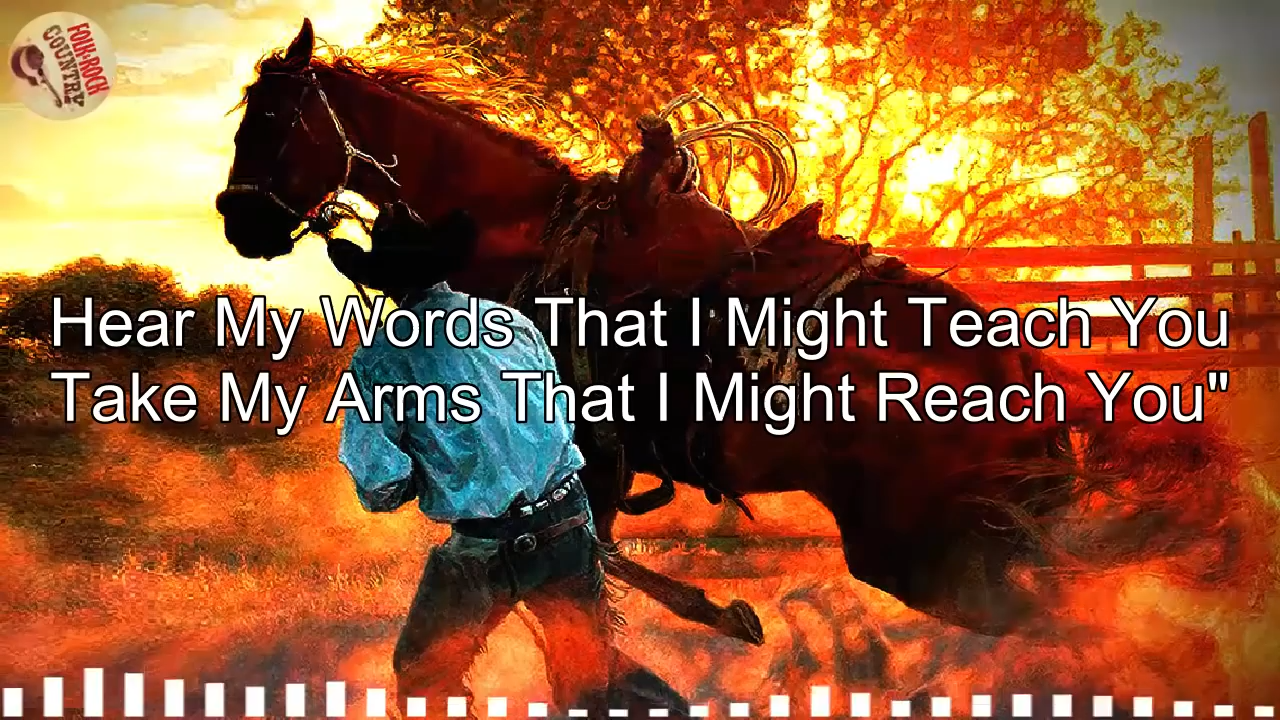 FOLK-ROCK
COUNTRY
Hear My Words That I Might Teach You
Take My Arms That I Might Reach You"